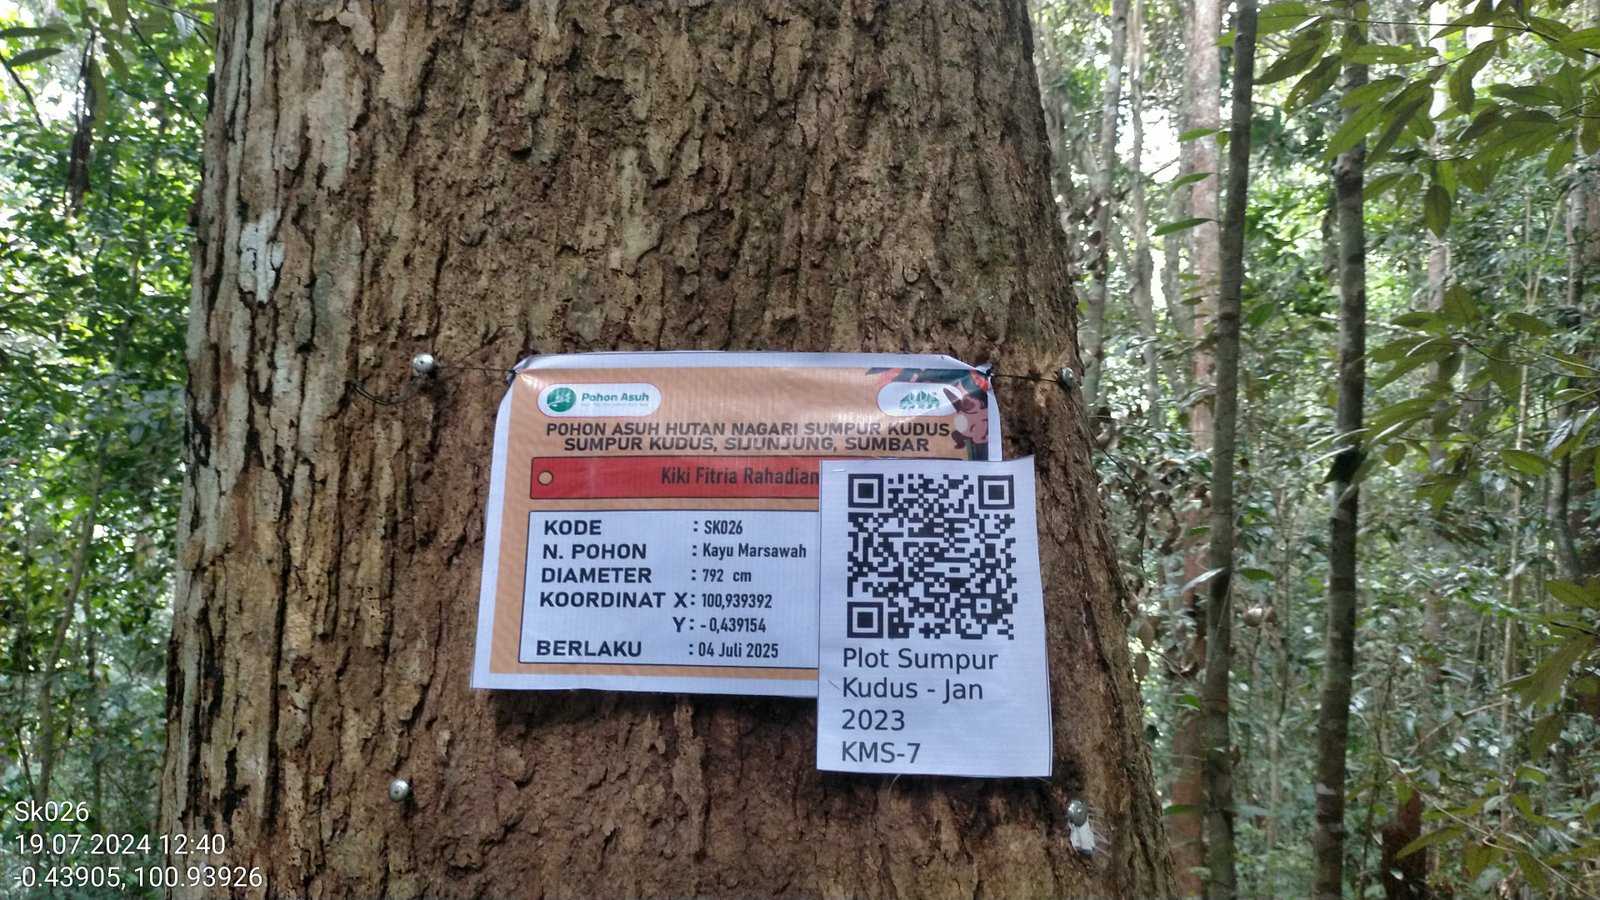 Pohon Asuh
POHON ASUH HUTAN NAGARI SUMPUR KUDUS
SUMPUR KUDUS, SIJUNJUNG, SUMBAR
Kiki Fitria Rahadian
KODE : SK026
N. POHON : Kayu Marsawah
DIAMETER : 792 cm
KOORDINAT X : 100,939392
Y : - 0,439154
BERLAKU : 04 Juli 2025
Plot Sumpur
Kudus - Jan
2023
KMS-7
Sk026
19.07.2024 12:40
-0.43905, 100.93926